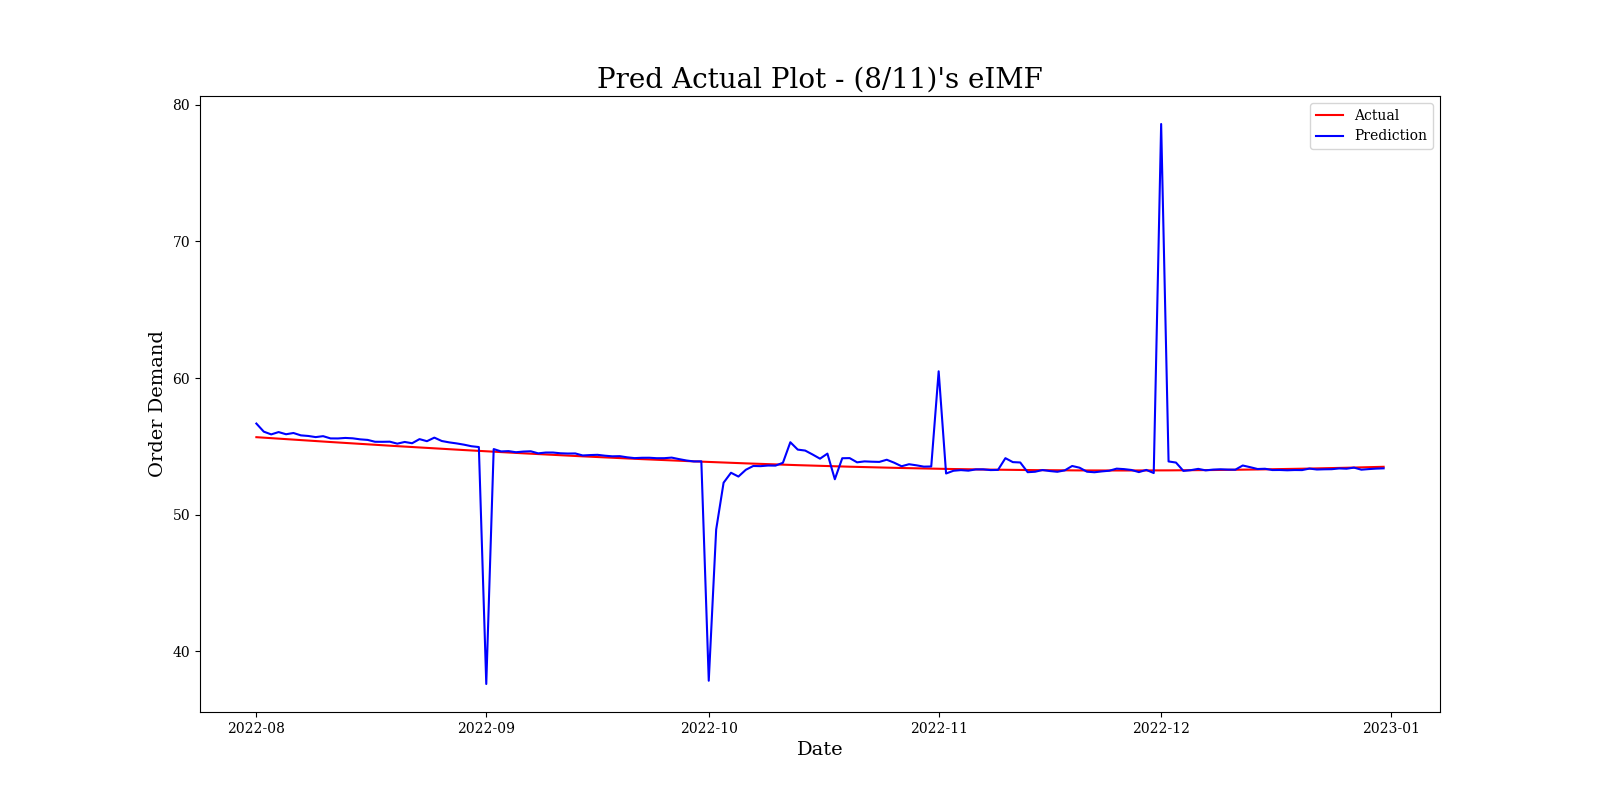 Pred Actual Plot - (8/11)'s eIMF
Actual
Prediction
80
70
60
50
40
Order Demand
2022-08 2022-09 2022-10 2022-11 2022-12 2023-01
Date